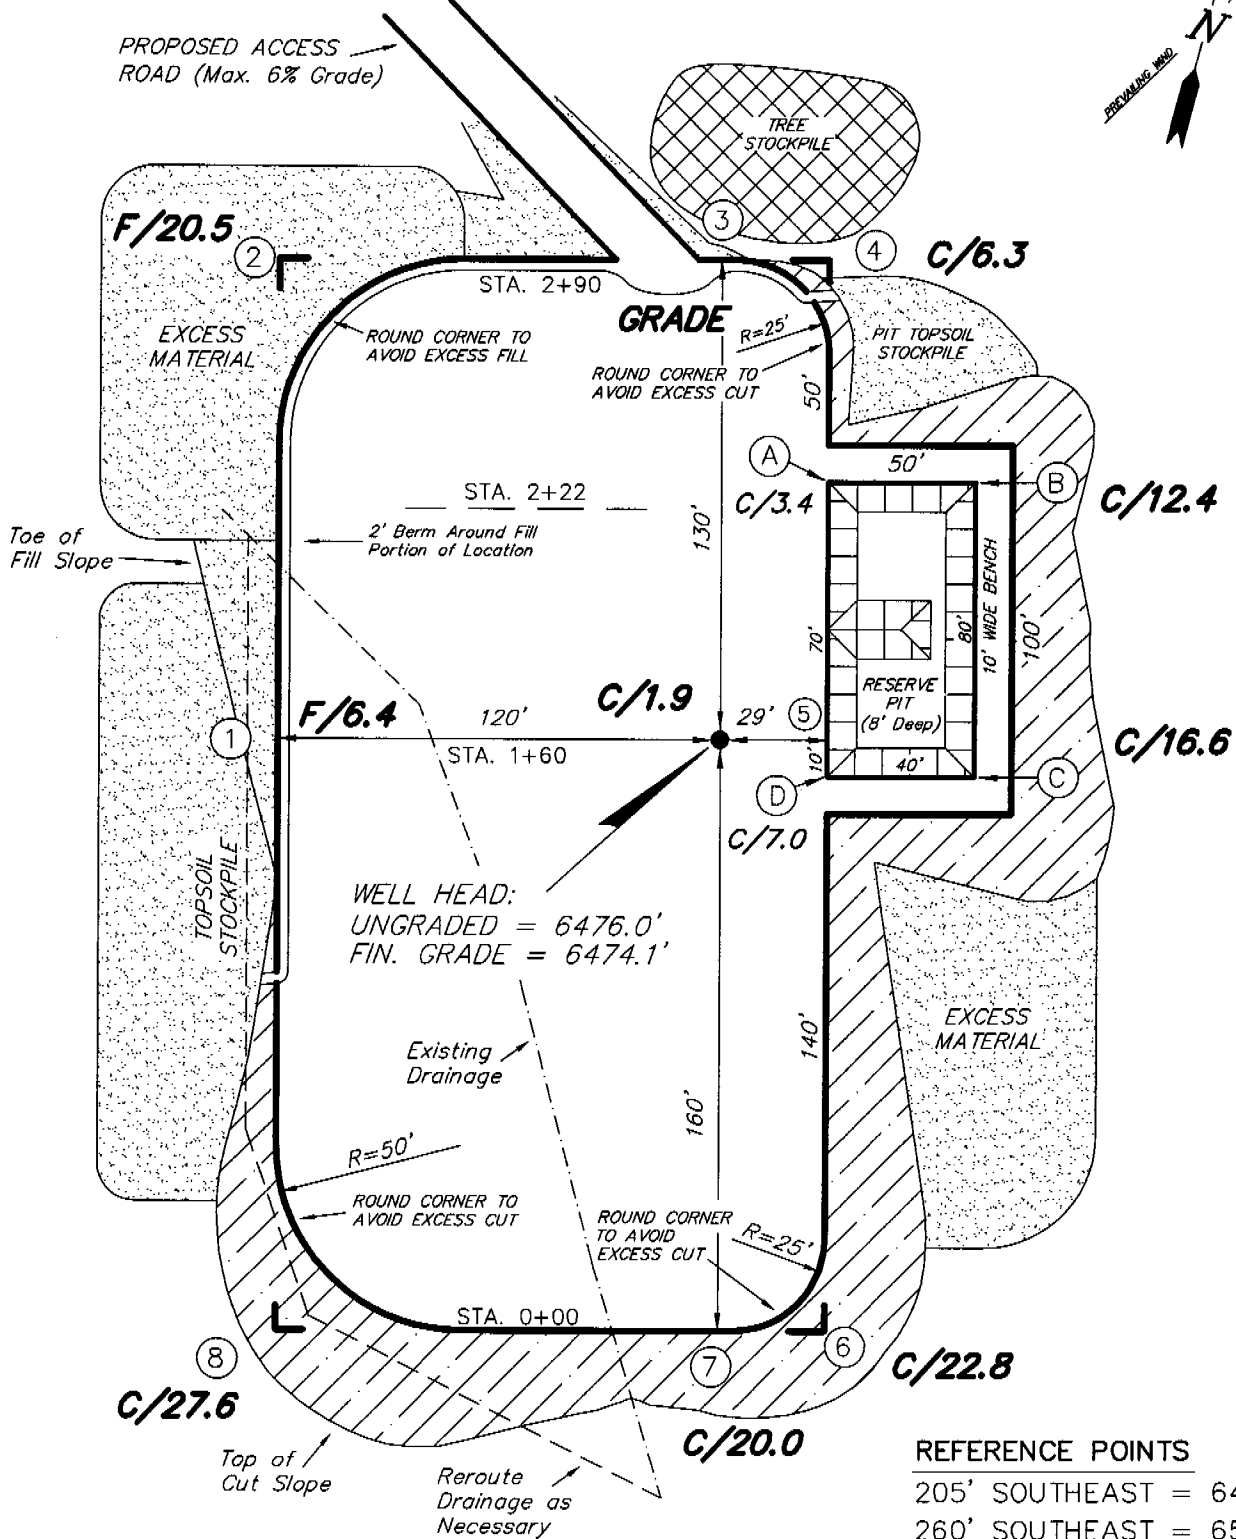 PROPOSED ACCESS
ROAD (Max. 6% Grade)
N
PREVAILING WIND
TREE
STOCKPILE
F/20.5
2
3
4
C/6.3
STA. 2+90
GRADE
EXCESS
MATERIAL
ROUND CORNER TO
AVOID EXCESS FILL
R=25'
PIT TOPSOIL
STOCKPILE
ROUND CORNER TO
AVOID EXCESS CUT
50'
A
50'
B
C/3.4
C/12.4
STA. 2+22
2' Berm Around Fill
Portion of Location
Toe of
Fill Slope
130'
70'
80'
10' WIDE BENCH
100'
RESERVE
PIT
(8' Deep)
1
F/6.4
120'
C/1.9
29'
5
STA. 1+60
10'
40'
C/16.6
D
C
C/7.0
TOPSOIL
STOCKPILE
WELL HEAD:
UNGRADED = 6476.0'
FIN. GRADE = 6474.1'
Existing
Drainage
160'
140'
EXCESS
MATERIAL
R=50'
ROUND CORNER TO
AVOID EXCESS CUT
ROUND CORNER
TO AVOID
EXCESS CUT
R=25'
STA. 0+00
8
7
6
C/27.6
C/22.8
C/20.0
Top of
Cut Slope
Reroute
Drainage as
Necessary
REFERENCE POINTS
205' SOUTHEAST = 64
260' SOUTHEAST =